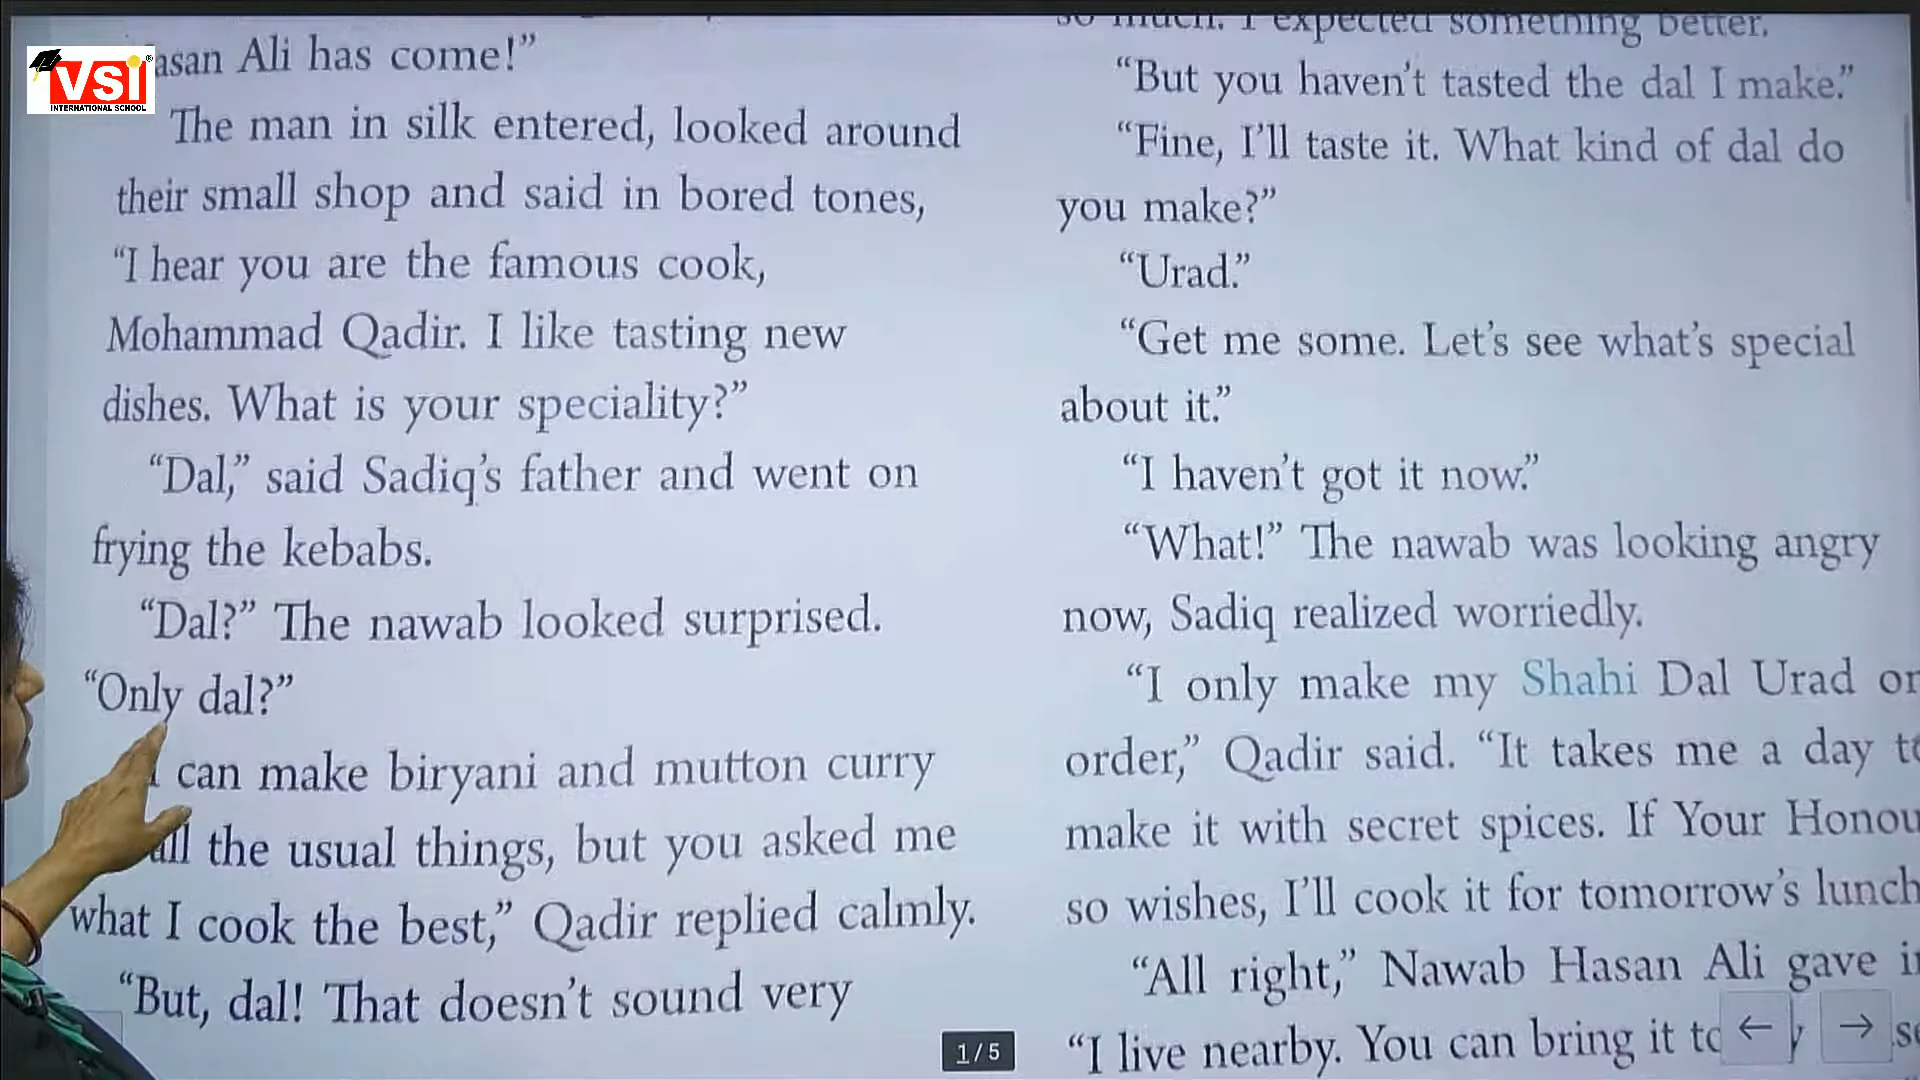 VSI
INTERNATIONAL SCHOOL
asan Ali has come!”
The man in silk entered, looked around
their small shop and said in bored tones,
“I hear you are the famous cook,
Mohammad Qadir. I like tasting new
dishes. What is your speciality?”
“Dal,” said Sadiq’s father and went on
frying the kebabs.
“Dal?” The nawab looked surprised.
“Only dal?”
can make biryani and mutton curry
all the usual things, but you asked me
what I cook the best,” Qadir replied calmly.
“But, dal! That doesn’t sound very
so much. I expected something better.
“But you haven’t tasted the dal I make.”
“Fine, I’ll taste it. What kind of dal do
you make?”
“Urad.”
“Get me some. Let’s see what’s special
about it.”
“I haven’t got it now.”
“What!” The nawab was looking angry
now, Sadiq realized worriedly.
“I only make my Shahi Dal Urad on
order,” Qadir said. “It takes me a day to
make it with secret spices. If Your Honou
so wishes, I’ll cook it for tomorrow’s lunch
“All right,” Nawab Hasan Ali gave in
“I live nearby. You can bring it to
1 / 5